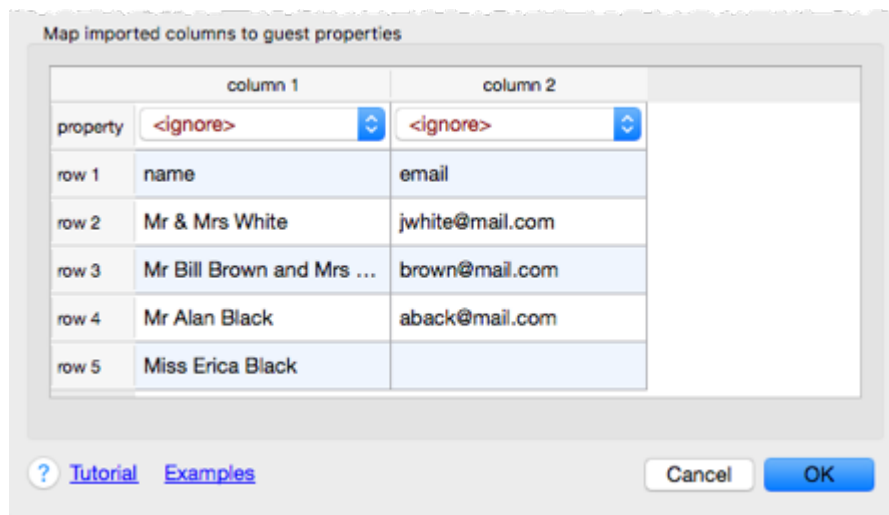 Map imported columns to guest properties
column 1 column 2
property <ignore> <ignore>
row 1 name email
row 2 Mr & Mrs White jwhite@mail.com
row 3 Mr Bill Brown and Mrs ... brown@mail.com
row 4 Mr Alan Black aback@mail.com
row 5 Miss Erica Black
? Tutorial Examples Cancel OK